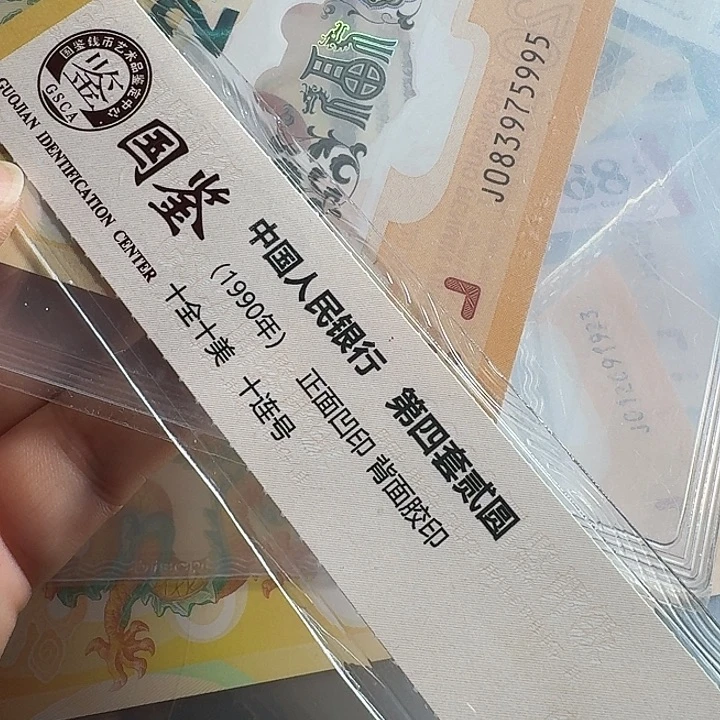 国鉴钱币艺术品鉴定中心
鉴
GSCA
国鉴
GUOJIAN IDENTIFICATION CENTER
中国人民银行 第四套贰圆
(1990年) 正面凹印 背面胶印
十全十美 十连号
J083975995
2